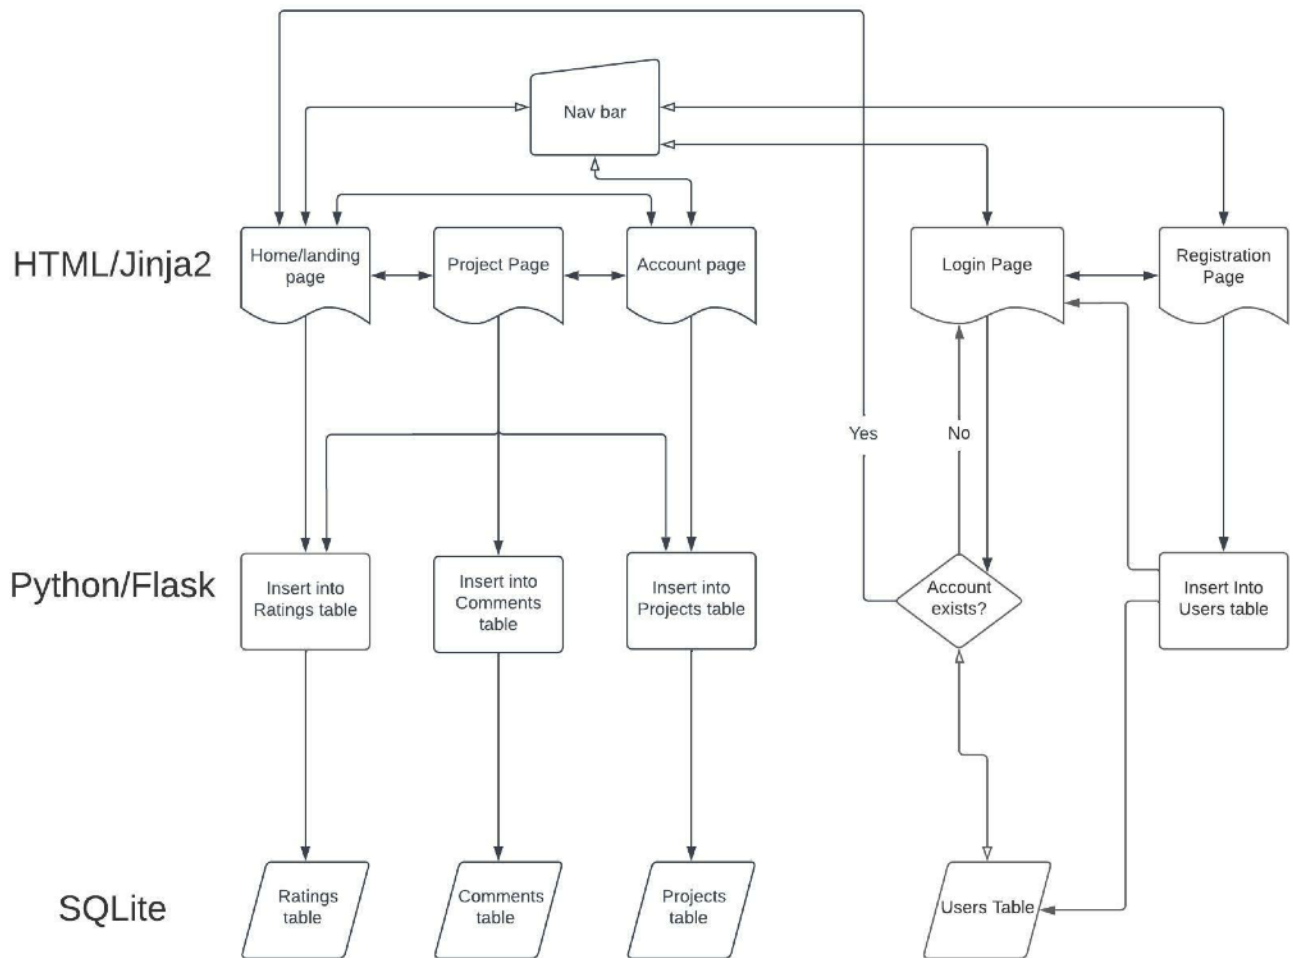 Nav bar
HTML/Jinja2
Home/landing
page
Project Page
Account page
Login Page
Registration
Page
Yes
No
Python/Flask
Insert into
Ratings table
Insert into
Comments
table
Insert into
Projects table
Account
exists?
Insert Into
Users table
SQLite
Ratings
table
Comments
table
Projects
table
Users Table